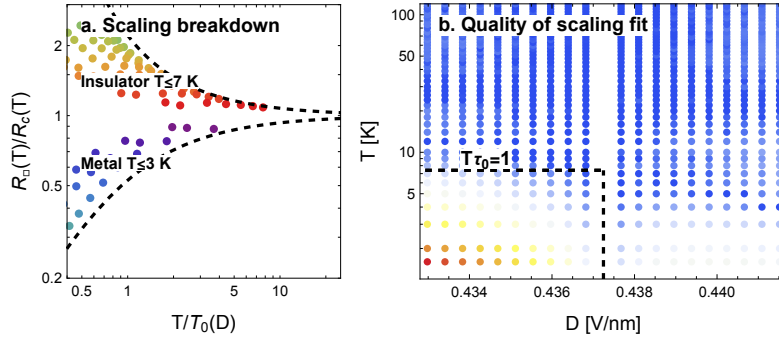 a. Scaling breakdown
2
1
0.5
0.2
R□(T)/Rc(T)
Insulator T≤7 K
Metal T≤3 K
0.5 1 5 10
T/T0(D)
b. Quality of scaling fit
100
50
10
5
T [K]
Tτ0=1
0.434 0.436 0.438 0.440
D [V/nm]